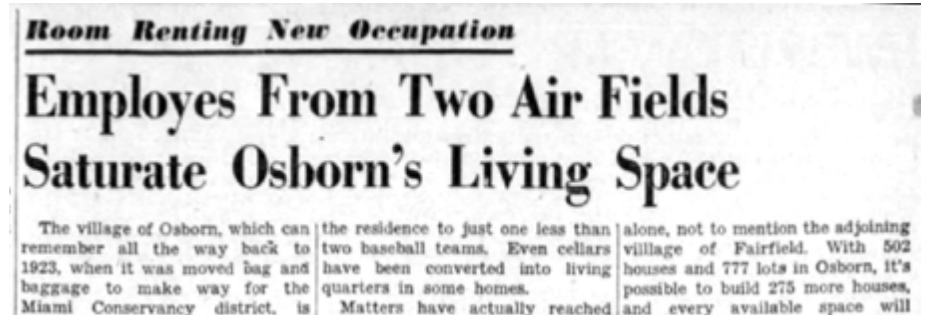 Room Renting New Occupation
Employes From Two Air Fields
Saturate Osborn's Living Space
The village of Osborn, which can
remember all the way back to
1923, when it was moved bag and
baggage to make way for the
Miami Conservancy district, is
the residence to just one less than
two baseball teams. Even cellars
have been converted into living
quarters in some homes.
Matters have actually reached
alone, not to mention the adjoining
villlage of Fairfield. With 502
houses and 777 lots in Osborn, it's
possible to build 275 more houses,
and every available space will